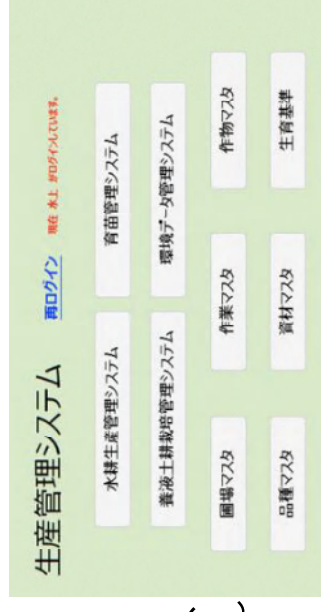 生産管理システム 再ログイン 現在 水上 がログインしています。
水耕生産管理システム 育苗管理システム
養液土耕栽培管理システム 環境データ管理システム
圃場マスタ 作業マスタ 作物マスタ
品種マスタ 資材マスタ 生育基準